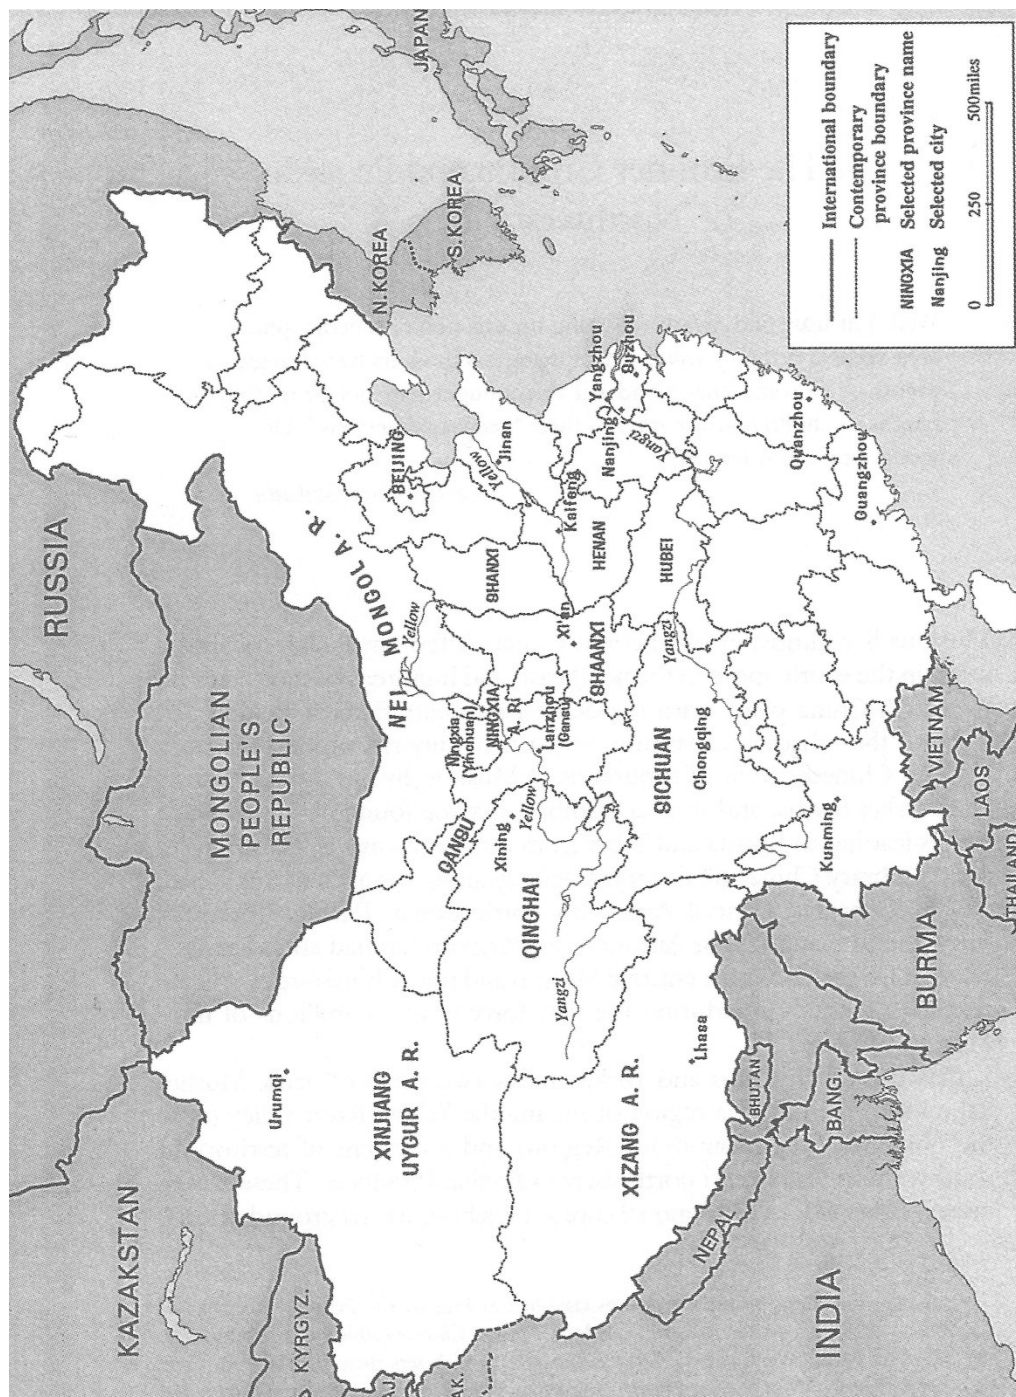 RUSSIA
KAZAKSTAN
KYRGYZ.
MONGOLIAN
PEOPLE'S
REPUBLIC
JAPAN
N. KOREA
S. KOREA
NEI MONGOL A. R.
Urumqi
XINJIANG
UYGUR A. R.
GANSU
Ningxia
(Yinchuan)
NINGXIA
A. R.
Yellow
BEIJING
SHANXI
Yellow
Jinan
Xining
Yellow
Lanzhou
(Gansu)
QINGHAI
Xi'an
SHAANXI
Kaifeng
HENAN
Nanjing
Yangzhou
Suzhou
Yangzi
Yangzi
XIZANG A. R.
Lhasa
SICHUAN
Chongqing
HUBEI
Yangzi
Kunming
Quanzhou
Guangzhou
NEPAL
BHUTAN
BANG.
INDIA
BURMA
VIETNAM
LAOS
THAILAND
International boundary
Contemporary
province boundary
NINGXIA Selected province name
Nanjing Selected city
0 250 500miles